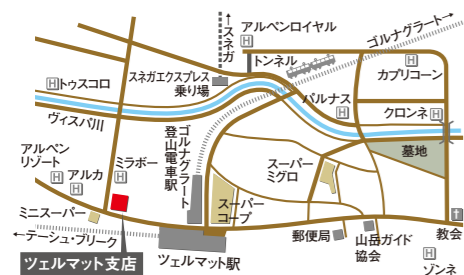 ←スネガ
アルペンロイヤル
H
ゴルナグラート→
トンネル
H
カプリコーン
Hトゥスコロ
スネガエクスプレス
乗り場
パルナス
H
クロンネH
ヴィスパ川
ゴルナグラート
登山電車駅
墓地
アルペン
リゾート
H
アルカ
H
ミラボー
H
スーパー
ミグロ
ミニスーパー
スーパー
コープ
←テーシュ・ブリーク
ツェルマット駅
郵便局
山岳ガイド
協会
教会
H
ゾンネ
ツェルマット支店